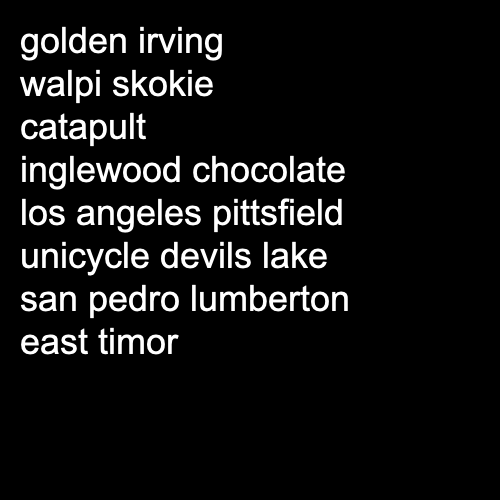 golden irving
walpi skokie
catapult
inglewood chocolate
los angeles pittsfield
unicycle devils lake
san pedro lumberton
east timor